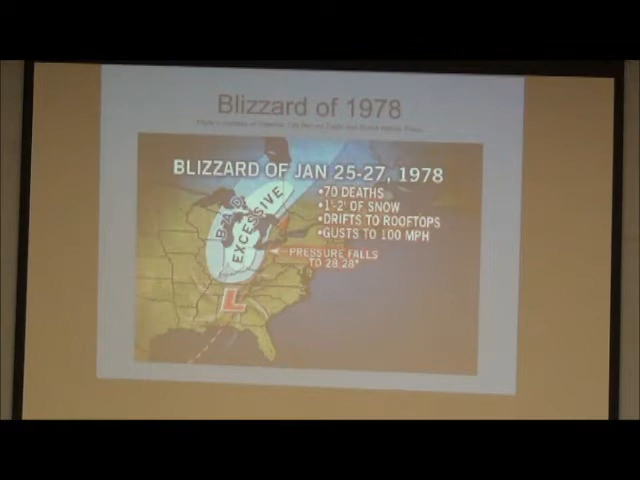 Blizzard of 1978
BLIZZARD OF JAN 25-27, 1978
•70 DEATHS
•1'-2' OF SNOW
•DRIFTS TO ROOFTOPS
•GUSTS TO 100 MPH
BAD
EXCESSIVE
PRESSURE FALLS
TO 28.28"
L